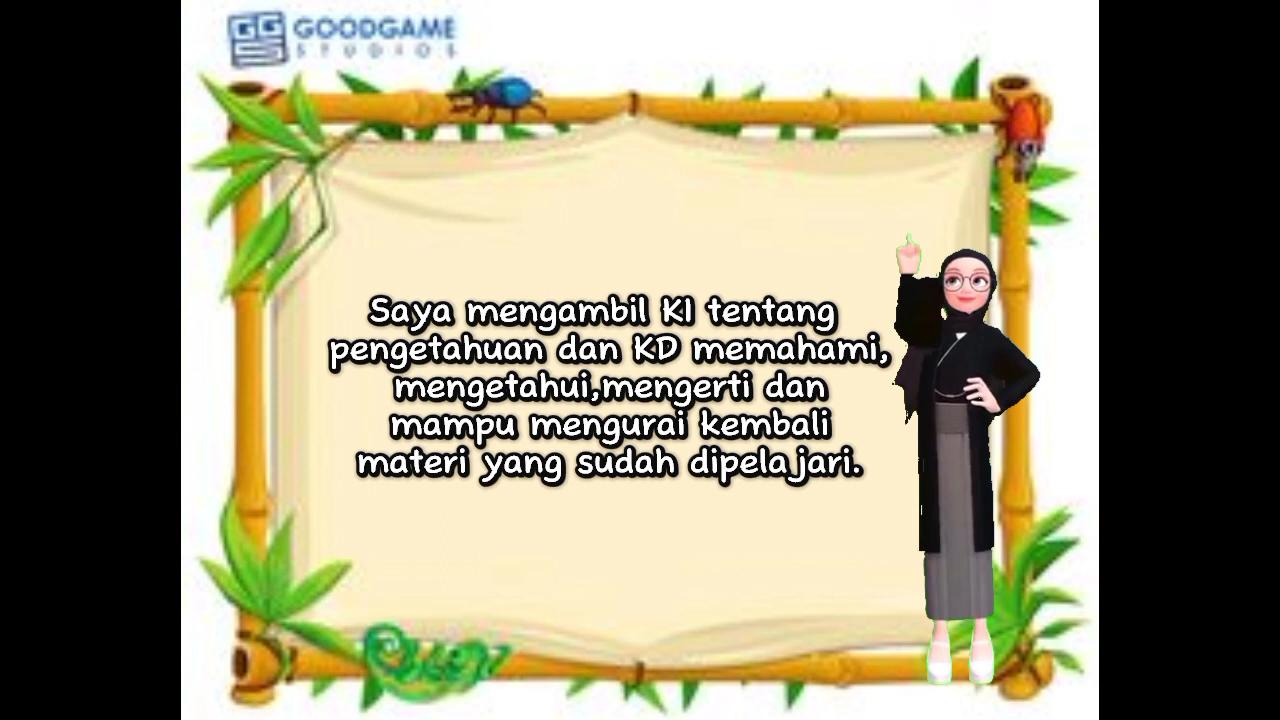 GOODGAME
STUDIOS
Saya mengambil KI tentang
pengetahuan dan KD memahami,
mengetahui,mengerti dan
mampu mengurai kembali
materi yang sudah dipelajari.